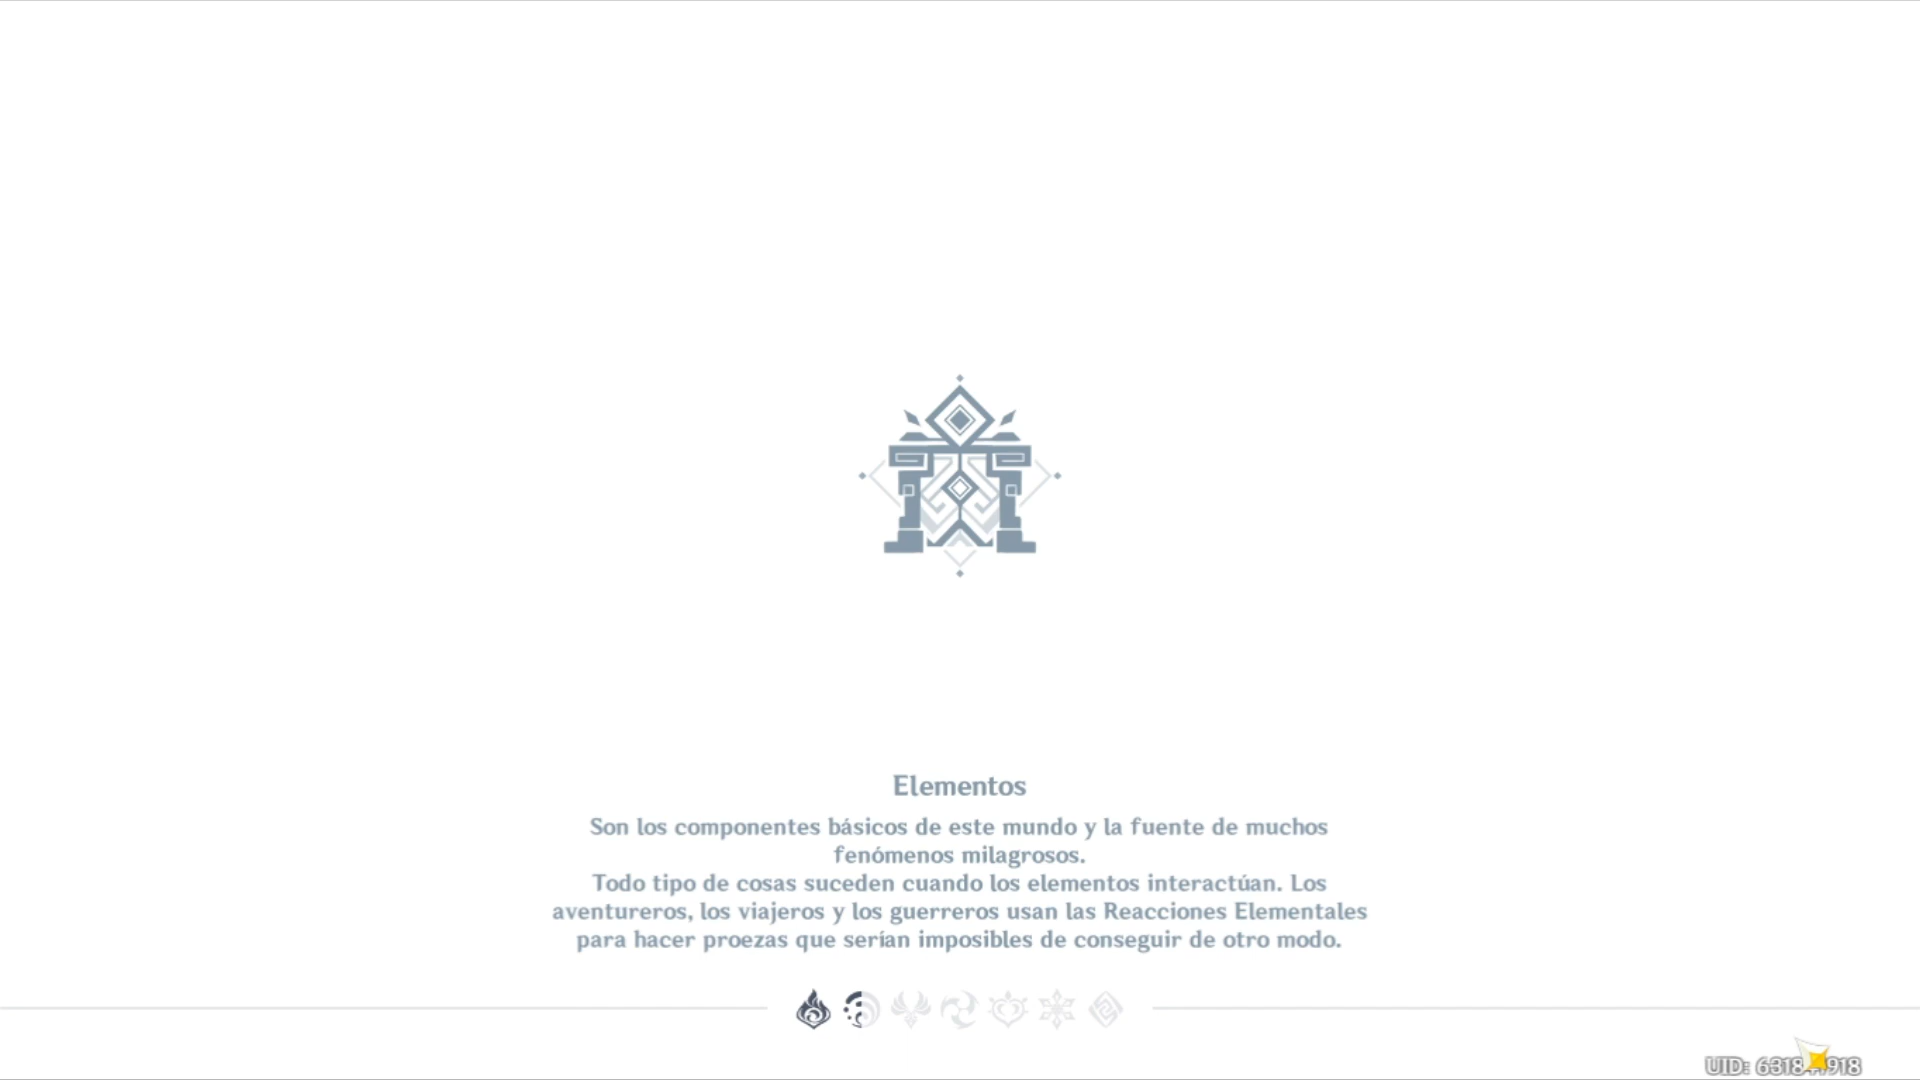 Elementos
Son los componentes básicos de este mundo y la fuente de muchos
fenómenos milagrosos.
Todo tipo de cosas suceden cuando los elementos interactúan. Los
aventureros, los viajeros y los guerreros usan las Reacciones Elementales
para hacer proezas que serían imposibles de conseguir de otro modo.
UID: